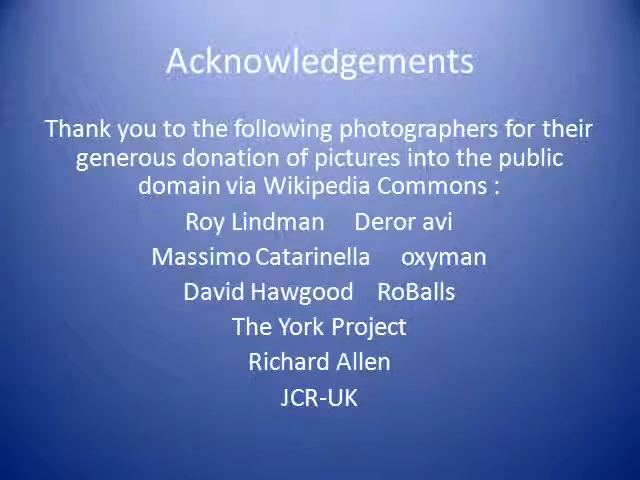 Acknowledgements
Thank you to the following photographers for their
generous donation of pictures into the public
domain via Wikipedia Commons :
Roy Lindman Deror avi
Massimo Catarinella oxyman
David Hawgood RoBalls
The York Project
Richard Allen
JCR-UK